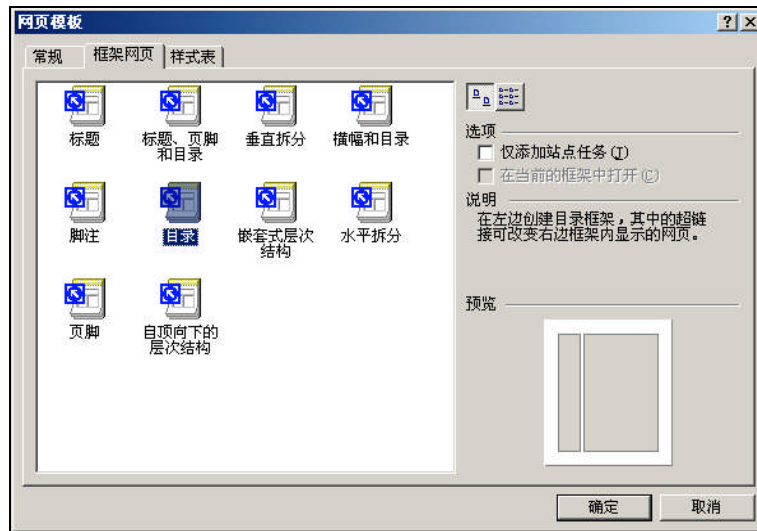 网页模板
常规
框架网页
样式表
标题
标题、页脚
和目录
垂直拆分
横幅和目录
脚注
目录
嵌套式层次
结构
水平拆分
页脚
自顶向下的
层次结构
选项
仅添加站点任务(T)
在当前的框架中打开(C)
说明
在左边创建目录框架，其中的超链
接可改变右边框架内显示的网页。
预览
确定
取消